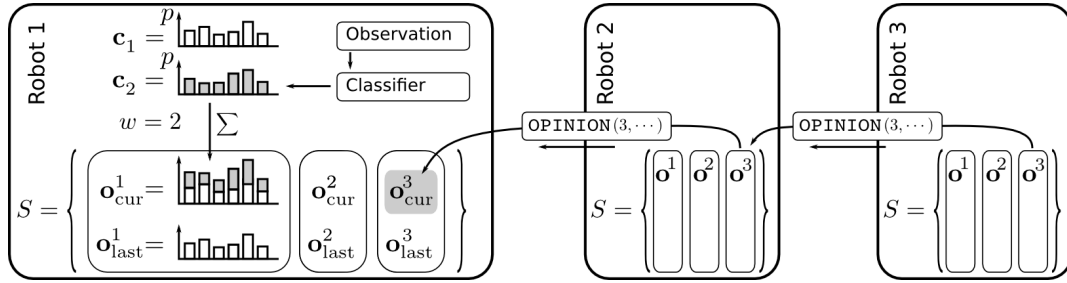 Robot 1
c₁ = p
Observation
c₂ = p
Classifier
w = 2
∑
S = {
o¹cur =
o²cur
o³cur
o¹last =
o²last
o³last
}
Robot 2
OPINION(3, ⋯)
S = { o¹ o² o³ }
Robot 3
OPINION(3, ⋯)
S = { o¹ o² o³ }